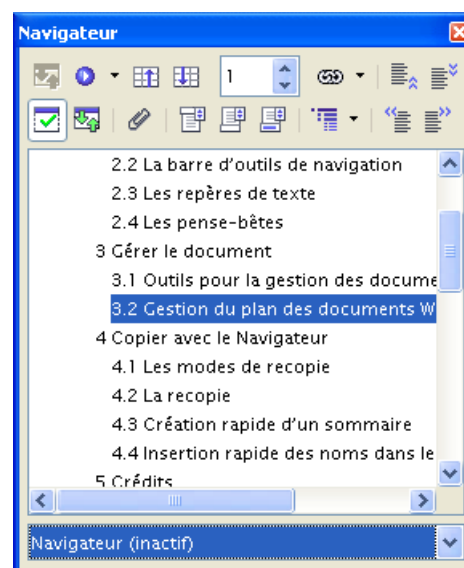 Navigateur
1
2.2 La barre d'outils de navigation
2.3 Les repères de texte
2.4 Les pense-bêtes
3 Gérer le document
3.1 Outils pour la gestion des docume
3.2 Gestion du plan des documents W
4 Copier avec le Navigateur
4.1 Les modes de recopie
4.2 La recopie
4.3 Création rapide d'un sommaire
4.4 Insertion rapide des noms dans le
5 Crédits
Navigateur (inactif)